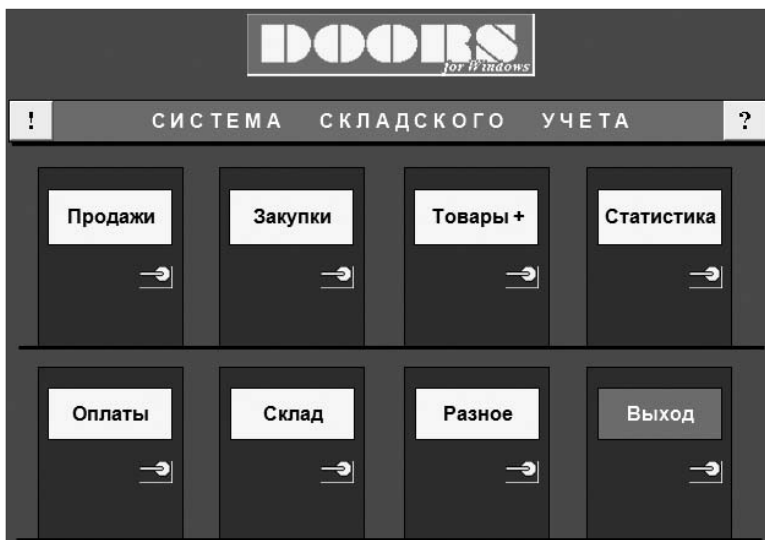 DOORS
for Windows
! СИСТЕМА СКЛАДСКОГО УЧЕТА ?
Продажи Закупки Товары + Статистика
Оплаты Склад Разное Выход